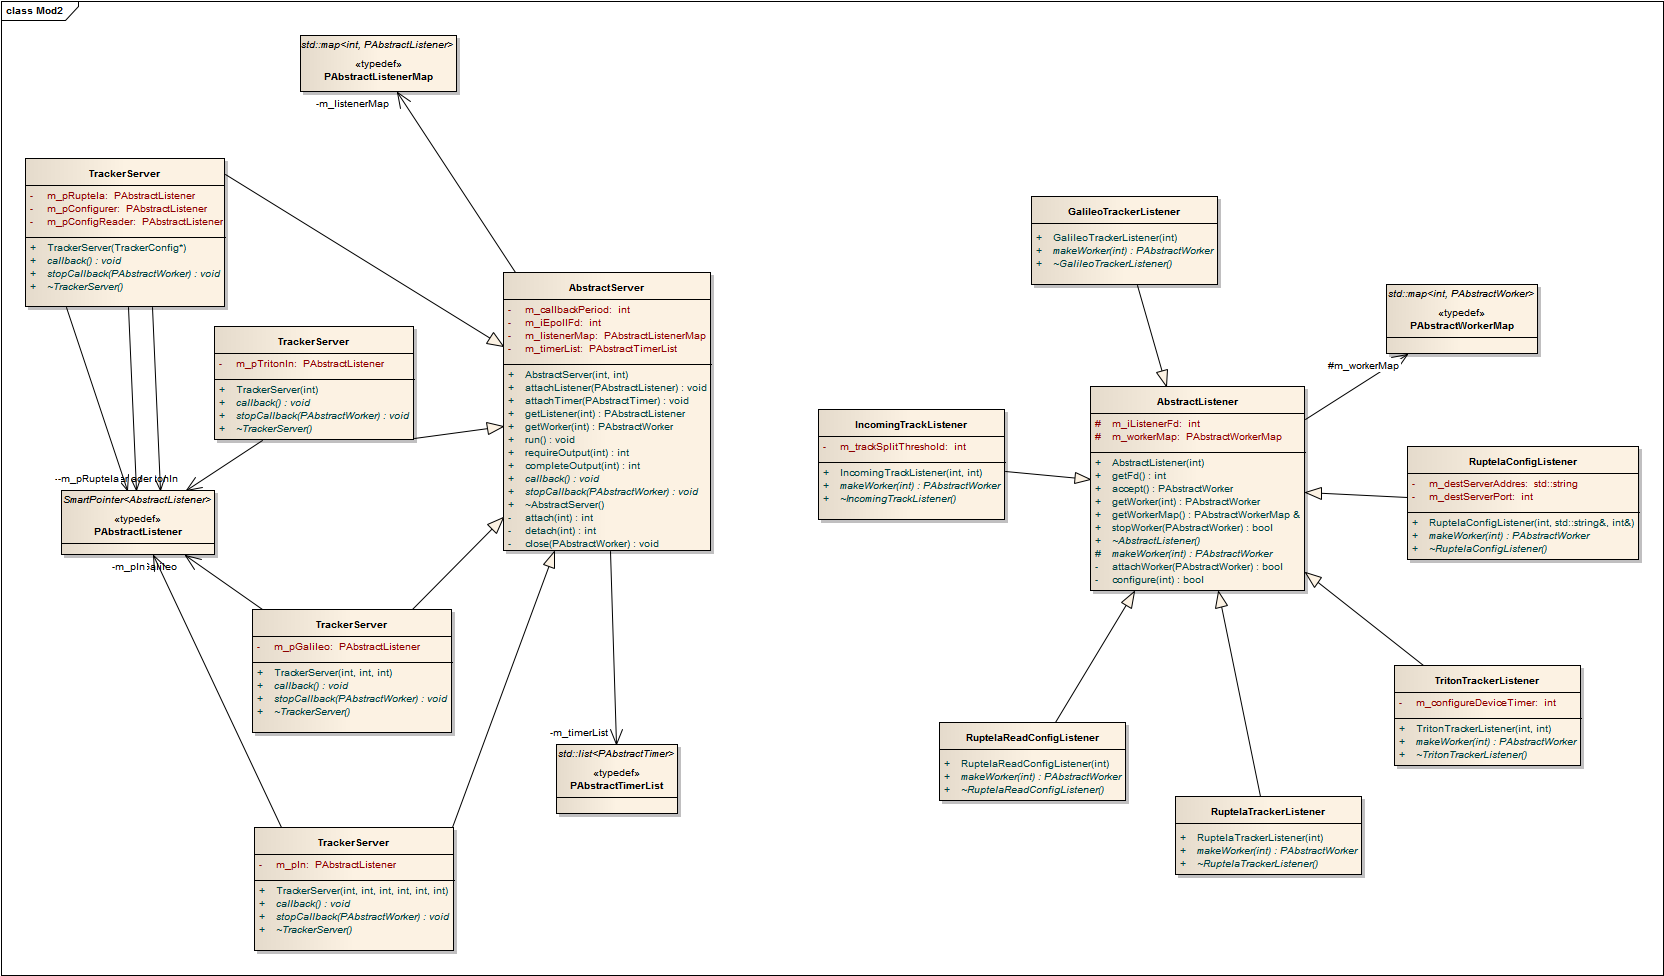 class Mod2
std::map<int, PAbstractListener>
«typedef»
PAbstractListenerMap
-m_listenerMap
TrackerServer
- m_pRuptela: PAbstractListener
- m_pConfigurer: PAbstractListener
- m_pConfigReader: PAbstractListener
+ TrackerServer(TrackerConfig*)
+ callback() : void
+ stopCallback(PAbstractWorker) : void
+ ~TrackerServer()
TrackerServer
- m_pTritonIn: PAbstractListener
+ TrackerServer(int)
+ callback() : void
+ stopCallback(PAbstractWorker) : void
+ ~TrackerServer()
AbstractServer
- m_callbackPeriod: int
- m_iEpollFd: int
- m_listenerMap: PAbstractListenerMap
- m_timerList: PAbstractTimerList
+ AbstractServer(int, int)
+ attachListener(PAbstractListener) : void
+ attachTimer(PAbstractTimer) : void
+ getListener(int) : PAbstractListener
+ getWorker(int) : PAbstractWorker
+ run() : void
+ requireOutput(int) : int
+ completeOutput(int) : int
+ callback() : void
+ stopCallback(PAbstractWorker) : void
+ ~AbstractServer()
- attach(int) : int
- detach(int) : int
- close(PAbstractWorker) : void
--m_pRuptela
SmartPointer<AbstractListener>
«typedef»
PAbstractListener
-m_pIn
TrackerServer
- m_pGalileo: PAbstractListener
+ TrackerServer(int, int, int)
+ callback() : void
+ stopCallback(PAbstractWorker) : void
+ ~TrackerServer()
-m_timerList
std::list<PAbstractTimer>
«typedef»
PAbstractTimerList
TrackerServer
- m_pIn: PAbstractListener
+ TrackerServer(int, int, int, int, int, int)
+ callback() : void
+ stopCallback(PAbstractWorker) : void
+ ~TrackerServer()
GalileoTrackerListener
+ GalileoTrackerListener(int)
+ makeWorker(int) : PAbstractWorker
+ ~GalileoTrackerListener()
std::map<int, PAbstractWorker>
«typedef»
PAbstractWorkerMap
#m_workerMap
IncomingTrackListener
- m_trackSplitThreshold: int
+ IncomingTrackListener(int, int)
+ makeWorker(int) : PAbstractWorker
+ ~IncomingTrackListener()
AbstractListener
# m_iListenerFd: int
# m_workerMap: PAbstractWorkerMap
+ AbstractListener(int)
+ getFd() : int
+ accept() : PAbstractWorker
+ getWorker(int) : PAbstractWorker
+ getWorkerMap() : PAbstractWorkerMap &
+ stopWorker(PAbstractWorker) : bool
+ ~AbstractListener()
# makeWorker(int) : PAbstractWorker
- attachWorker(PAbstractWorker) : bool
- configure(int) : bool
RuptelaConfigListener
- m_destServerAddres: std::string
- m_destServerPort: int
+ RuptelaConfigListener(int, std::string&, int&)
+ makeWorker(int) : PAbstractWorker
+ ~RuptelaConfigListener()
TritonTrackerListener
- m_configureDeviceTimer: int
+ TritonTrackerListener(int, int)
+ makeWorker(int) : PAbstractWorker
+ ~TritonTrackerListener()
RuptelaReadConfigListener
+ RuptelaReadConfigListener(int)
+ makeWorker(int) : PAbstractWorker
+ ~RuptelaReadConfigListener()
RuptelaTrackerListener
+ RuptelaTrackerListener(int)
+ makeWorker(int) : PAbstractWorker
+ ~RuptelaTrackerListener()